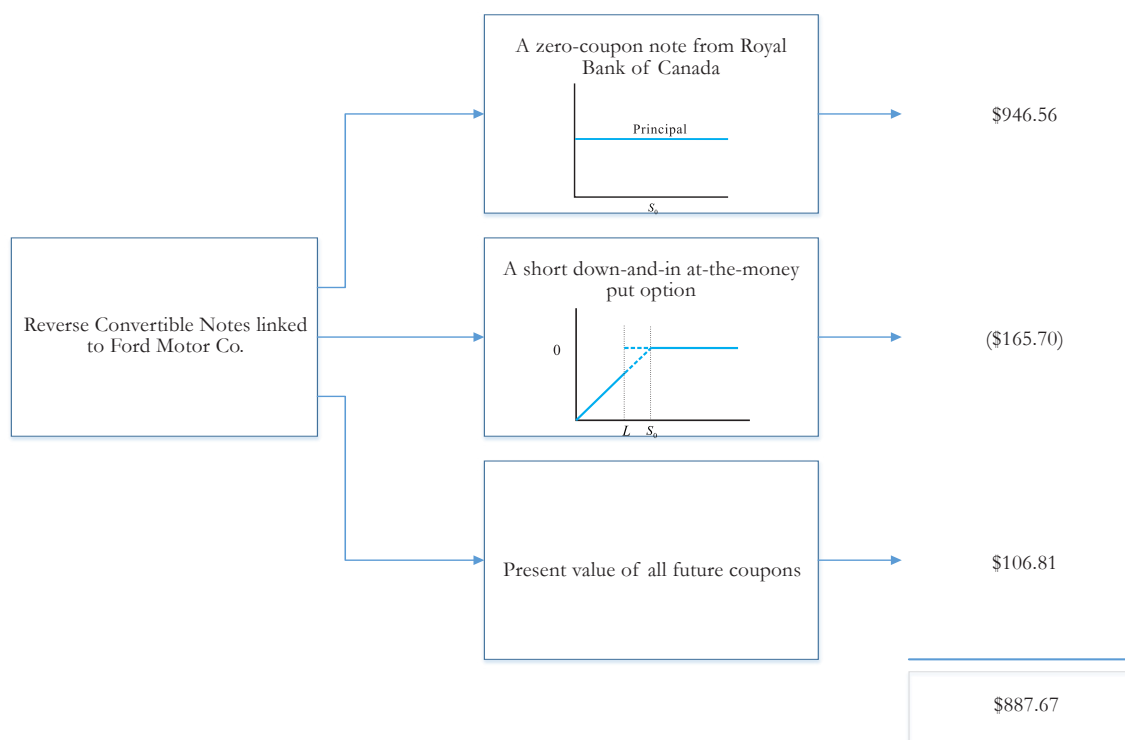 A zero-coupon note from Royal
Bank of Canada
Principal
S₀
$946.56
Reverse Convertible Notes linked
to Ford Motor Co.
A short down-and-in at-the-money
put option
0
L S₀
($165.70)
Present value of all future coupons
$106.81
$887.67